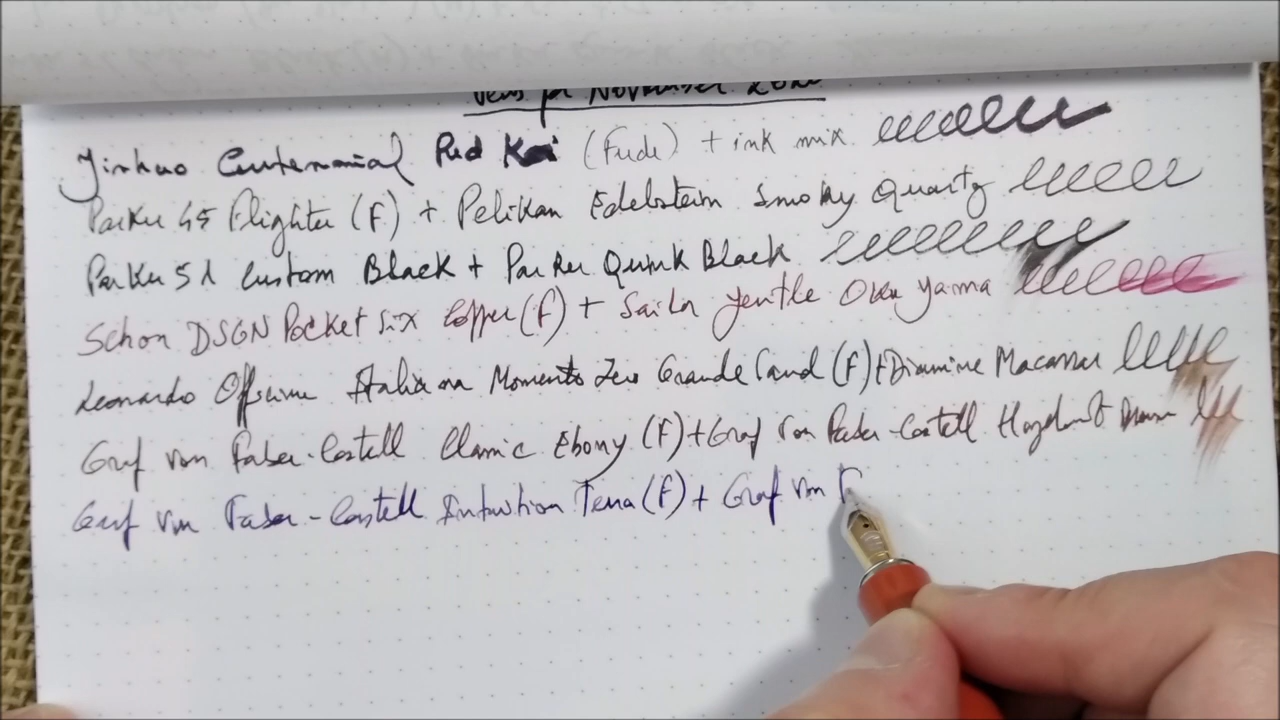 Pens for November 202
Jinhao Centennial Red Koi (Fude) + ink mix
Parker 45 Flighter (F) + Pelikan Edelstein Smoky Quartz
Parker 51 Custom Black + Parker Quink Black
Schon DSGN Pocket Six Copper (F) + Sailor Jentle Oku Yama
Leonardo Officina Italiana Momento Zero Grande Sand (F) + Diamine Macassar
Graf von Faber-Castell Classic Ebony (F) + Graf von Faber-Castell Hazelnut Brown
Graf von Faber-Castell Intuition Terra (F) + Graf von F